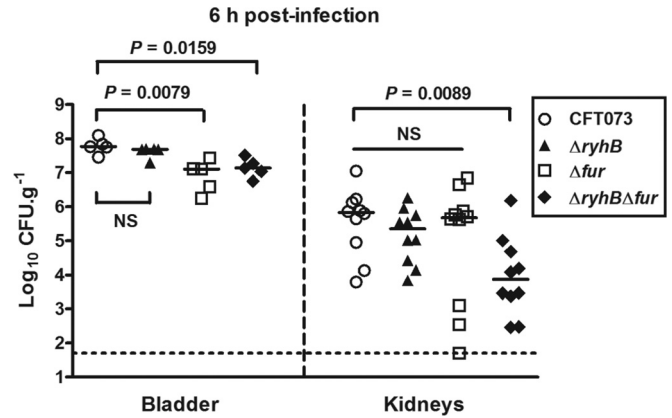 6 h post-infection
P = 0.0159
P = 0.0079
P = 0.0089
NS
NS
Log10 CFU.g-1
9
8
7
6
5
4
3
2
1
Bladder
Kidneys
CFT073
ΔryhB
Δfur
ΔryhBΔfur